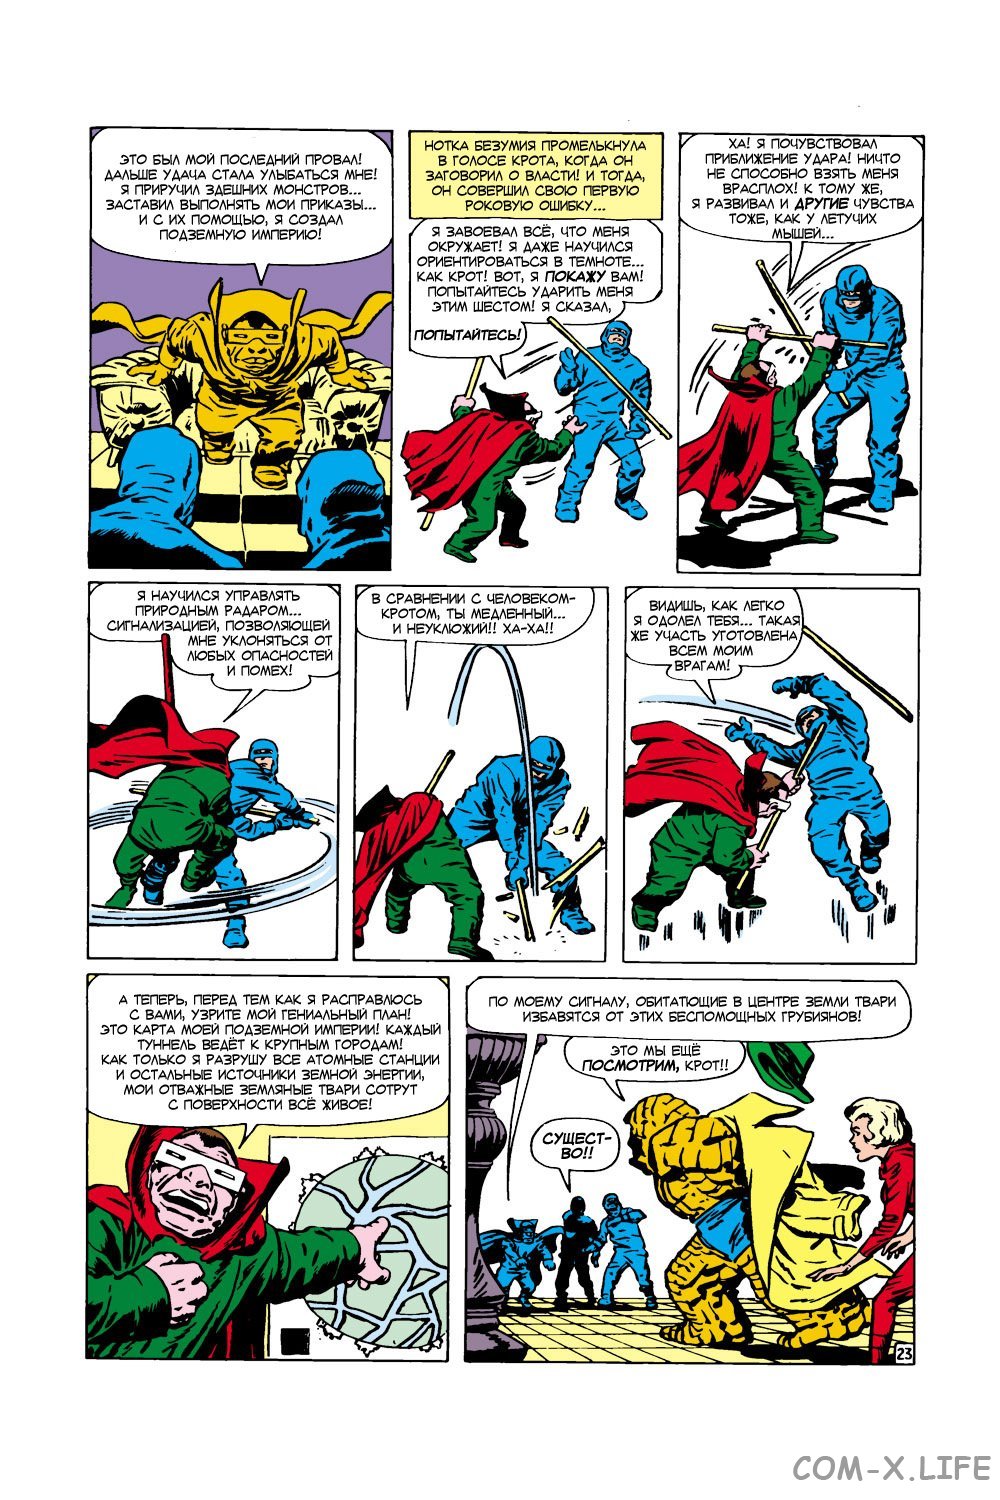 ЭТО БЫЛ МОЙ ПОСЛЕДНИЙ ПРОВАЛ!
ДАЛЬШЕ УДАЧА СТАЛА УЛЫБАТЬСЯ МНЕ!
Я ПРИРУЧИЛ ЗДЕШНИХ МОНСТРОВ...
ЗАСТАВИЛ ВЫПОЛНЯТЬ МОИ ПРИКАЗЫ...
И С ИХ ПОМОЩЬЮ, Я СОЗДАЛ
ПОДЗЕМНУЮ ИМПЕРИЮ!
НОТКА БЕЗУМИЯ ПРОМЕЛЬКНУЛА
В ГОЛОСЕ КРОТА, КОГДА ОН
ЗАГОВОРИЛ О ВЛАСТИ! И ТОГДА,
ОН СОВЕРШИЛ СВОЮ ПЕРВУЮ
РОКОВУЮ ОШИБКУ...
Я ЗАВОЕВАЛ ВСЁ, ЧТО МЕНЯ
ОКРУЖАЕТ! Я ДАЖЕ НАУЧИЛСЯ
ОРИЕНТИРОВАТЬСЯ В ТЕМНОТЕ...
КАК КРОТ! ВОТ, Я ПОКАЖУ ВАМ!
ПОПЫТАЙТЕСЬ УДАРИТЬ МЕНЯ
ЭТИМ ШЕСТОМ! Я СКАЗАЛ,
ПОПЫТАЙТЕСЬ!
ХА! Я ПОЧУВСТВОВАЛ
ПРИБЛИЖЕНИЕ УДАРА! НИЧТО
НЕ СПОСОБНО ВЗЯТЬ МЕНЯ
ВРАСПЛОХ! К ТОМУ ЖЕ,
Я РАЗВИВАЛ И ДРУГИЕ ЧУВСТВА
ТОЖЕ, КАК У ЛЕТУЧИХ
МЫШЕЙ...
Я НАУЧИЛСЯ УПРАВЛЯТЬ
ПРИРОДНЫМ РАДАРОМ...
СИГНАЛИЗАЦИЕЙ, ПОЗВОЛЯЮЩЕЙ
МНЕ УКЛОНЯТЬСЯ ОТ
ЛЮБЫХ ОПАСНОСТЕЙ
И ПОМЕХ!
В СРАВНЕНИИ С ЧЕЛОВЕКОМ-
КРОТОМ, ТЫ МЕДЛЕННЫЙ...
И НЕУКЛЮЖИЙ!! ХА-ХА!!
ВИДИШЬ, КАК ЛЕГКО
Я ОДОЛЕЛ ТЕБЯ... ТАКАЯ
ЖЕ УЧАСТЬ УГОТОВЛЕНА
ВСЕМ МОИМ
ВРАГАМ!
А ТЕПЕРЬ, ПЕРЕД ТЕМ КАК Я РАСПРАВЛЮСЬ
С ВАМИ, УЗРИТЕ МОЙ ГЕНИАЛЬНЫЙ ПЛАН!
ЭТО КАРТА МОЕЙ ПОДЗЕМНОЙ ИМПЕРИИ! КАЖДЫЙ
ТУННЕЛЬ ВЕДЁТ К КРУПНЫМ ГОРОДАМ!
КАК ТОЛЬКО Я РАЗРУШУ ВСЕ АТОМНЫЕ СТАНЦИИ
И ОСТАЛЬНЫЕ ИСТОЧНИКИ ЗЕМНОЙ ЭНЕРГИИ,
МОИ ОТВАЖНЫЕ ЗЕМЛЯНЫЕ ТВАРИ СОТРУТ
С ПОВЕРХНОСТИ ВСЁ ЖИВОЕ!
ПО МОЕМУ СИГНАЛУ, ОБИТАЮЩИЕ В ЦЕНТРЕ ЗЕМЛИ ТВАРИ
ИЗБАВЯТСЯ ОТ ЭТИХ БЕСПОМОЩНЫХ ГРУБИЯНОВ!
ЭТО МЫ ЕЩЁ
ПОСМОТРИМ, КРОТ!!
СУЩЕСТ-
ВО!!
23
COM-X.LIFE